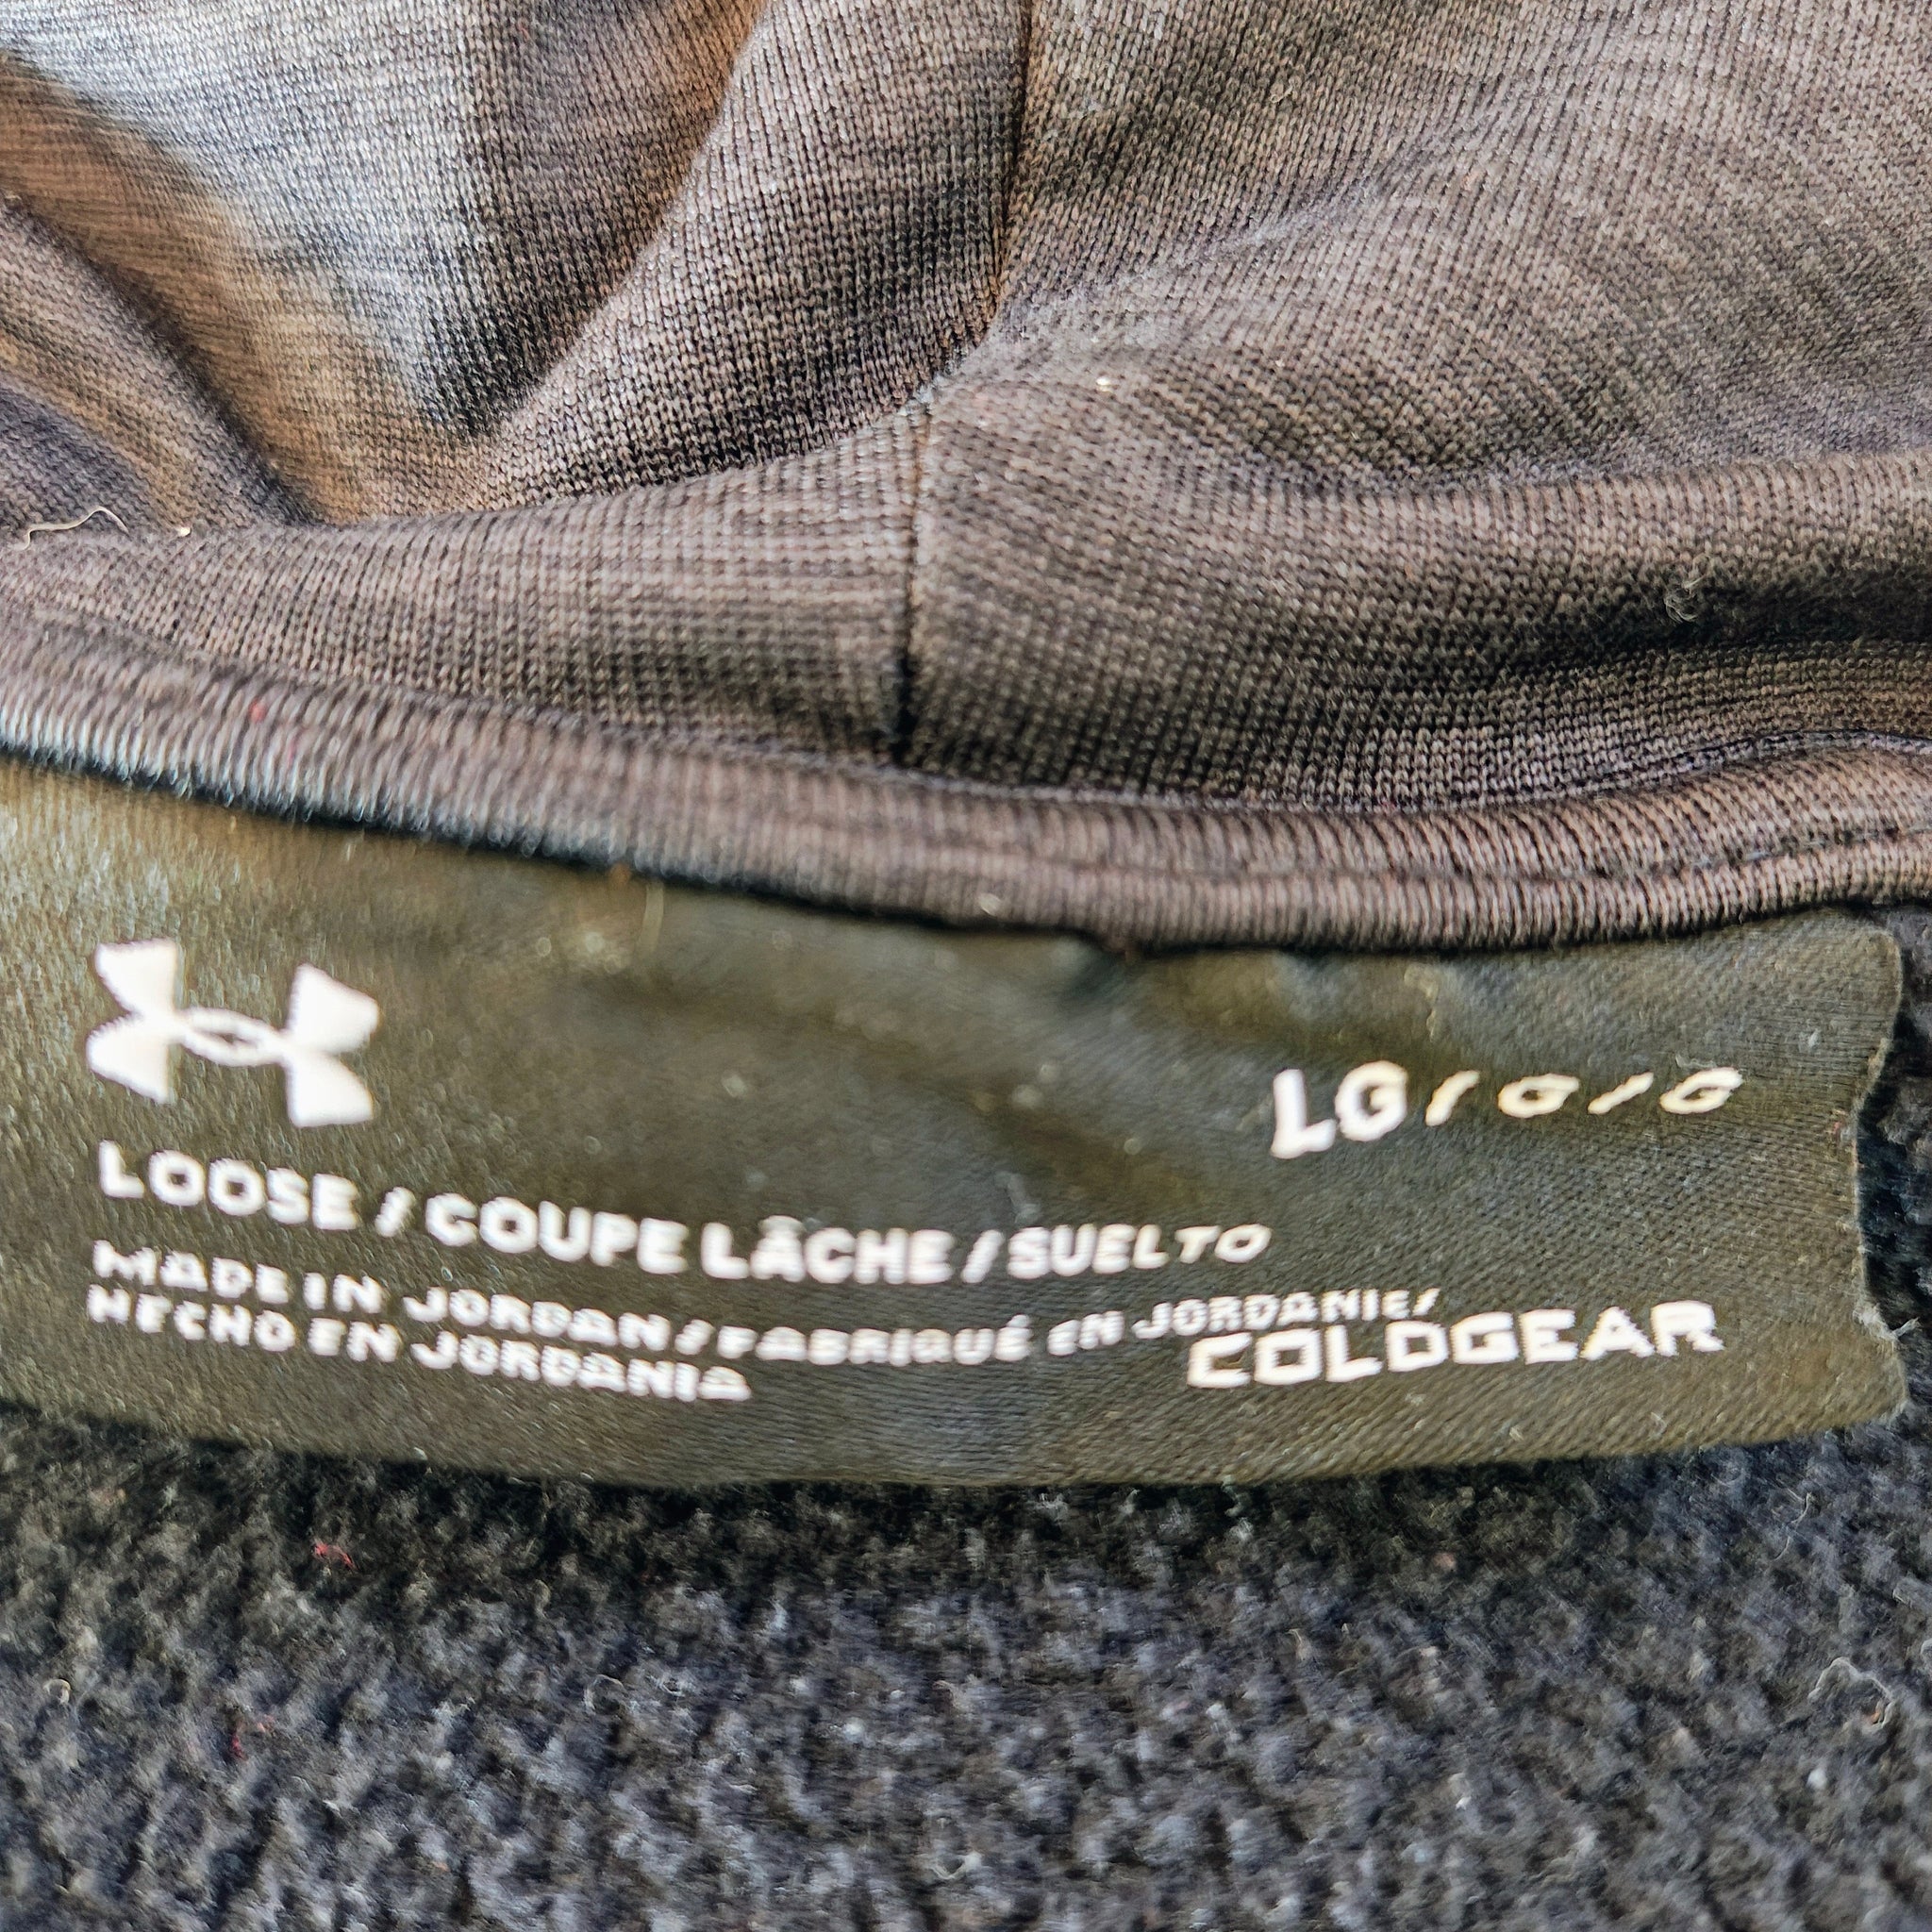 LG / G / G
LOOSE / COUPE LÂCHE / SUELTO
MADE IN JORDAN / FABRIQUÉ EN JORDANIE /
HECHO EN JORDANIA
COLDGEAR